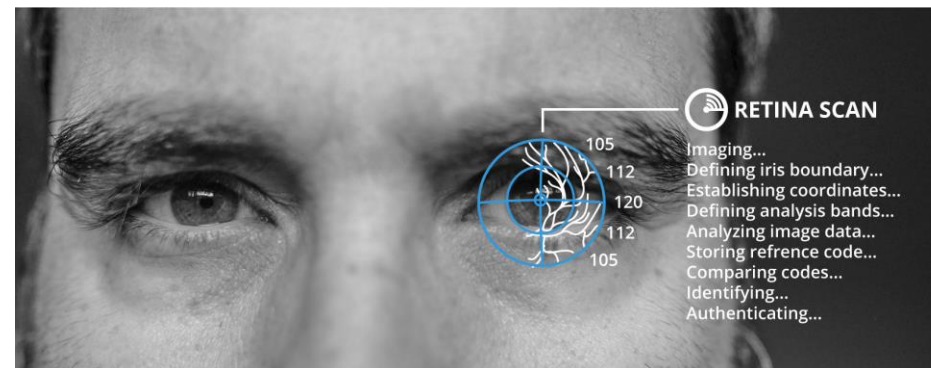 RETINA SCAN
105
112
120
112
105
Imaging...
Defining iris boundary...
Establishing coordinates...
Defining analysis bands...
Analyzing image data...
Storing refrence code...
Comparing codes...
Identifying...
Authenticating...